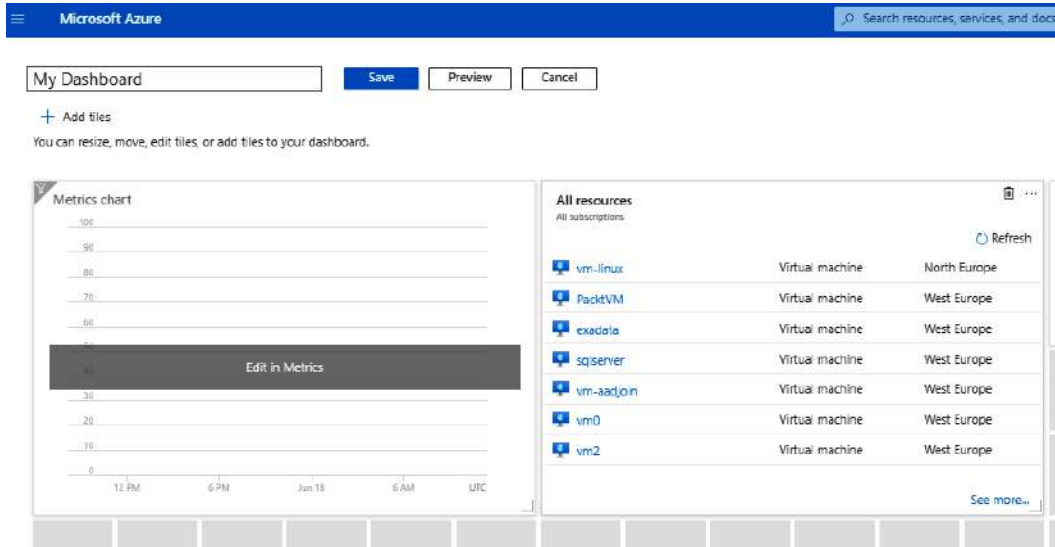 Microsoft Azure
Search resources, services, and docs
My Dashboard
Save
Preview
Cancel
+ Add tiles
You can resize, move, edit tiles, or add tiles to your dashboard.
Metrics chart
100
90
80
70
60
50
40
30
20
10
0
Edit in Metrics
12 PM 6 PM Jun 18 6 AM UTC
All resources
All subscriptions
Refresh
vm-linux Virtual machine North Europe
PacktVM Virtual machine West Europe
exadata Virtual machine West Europe
sqlserver Virtual machine West Europe
vm-aadjoin Virtual machine West Europe
vm0 Virtual machine West Europe
vm2 Virtual machine West Europe
See more...